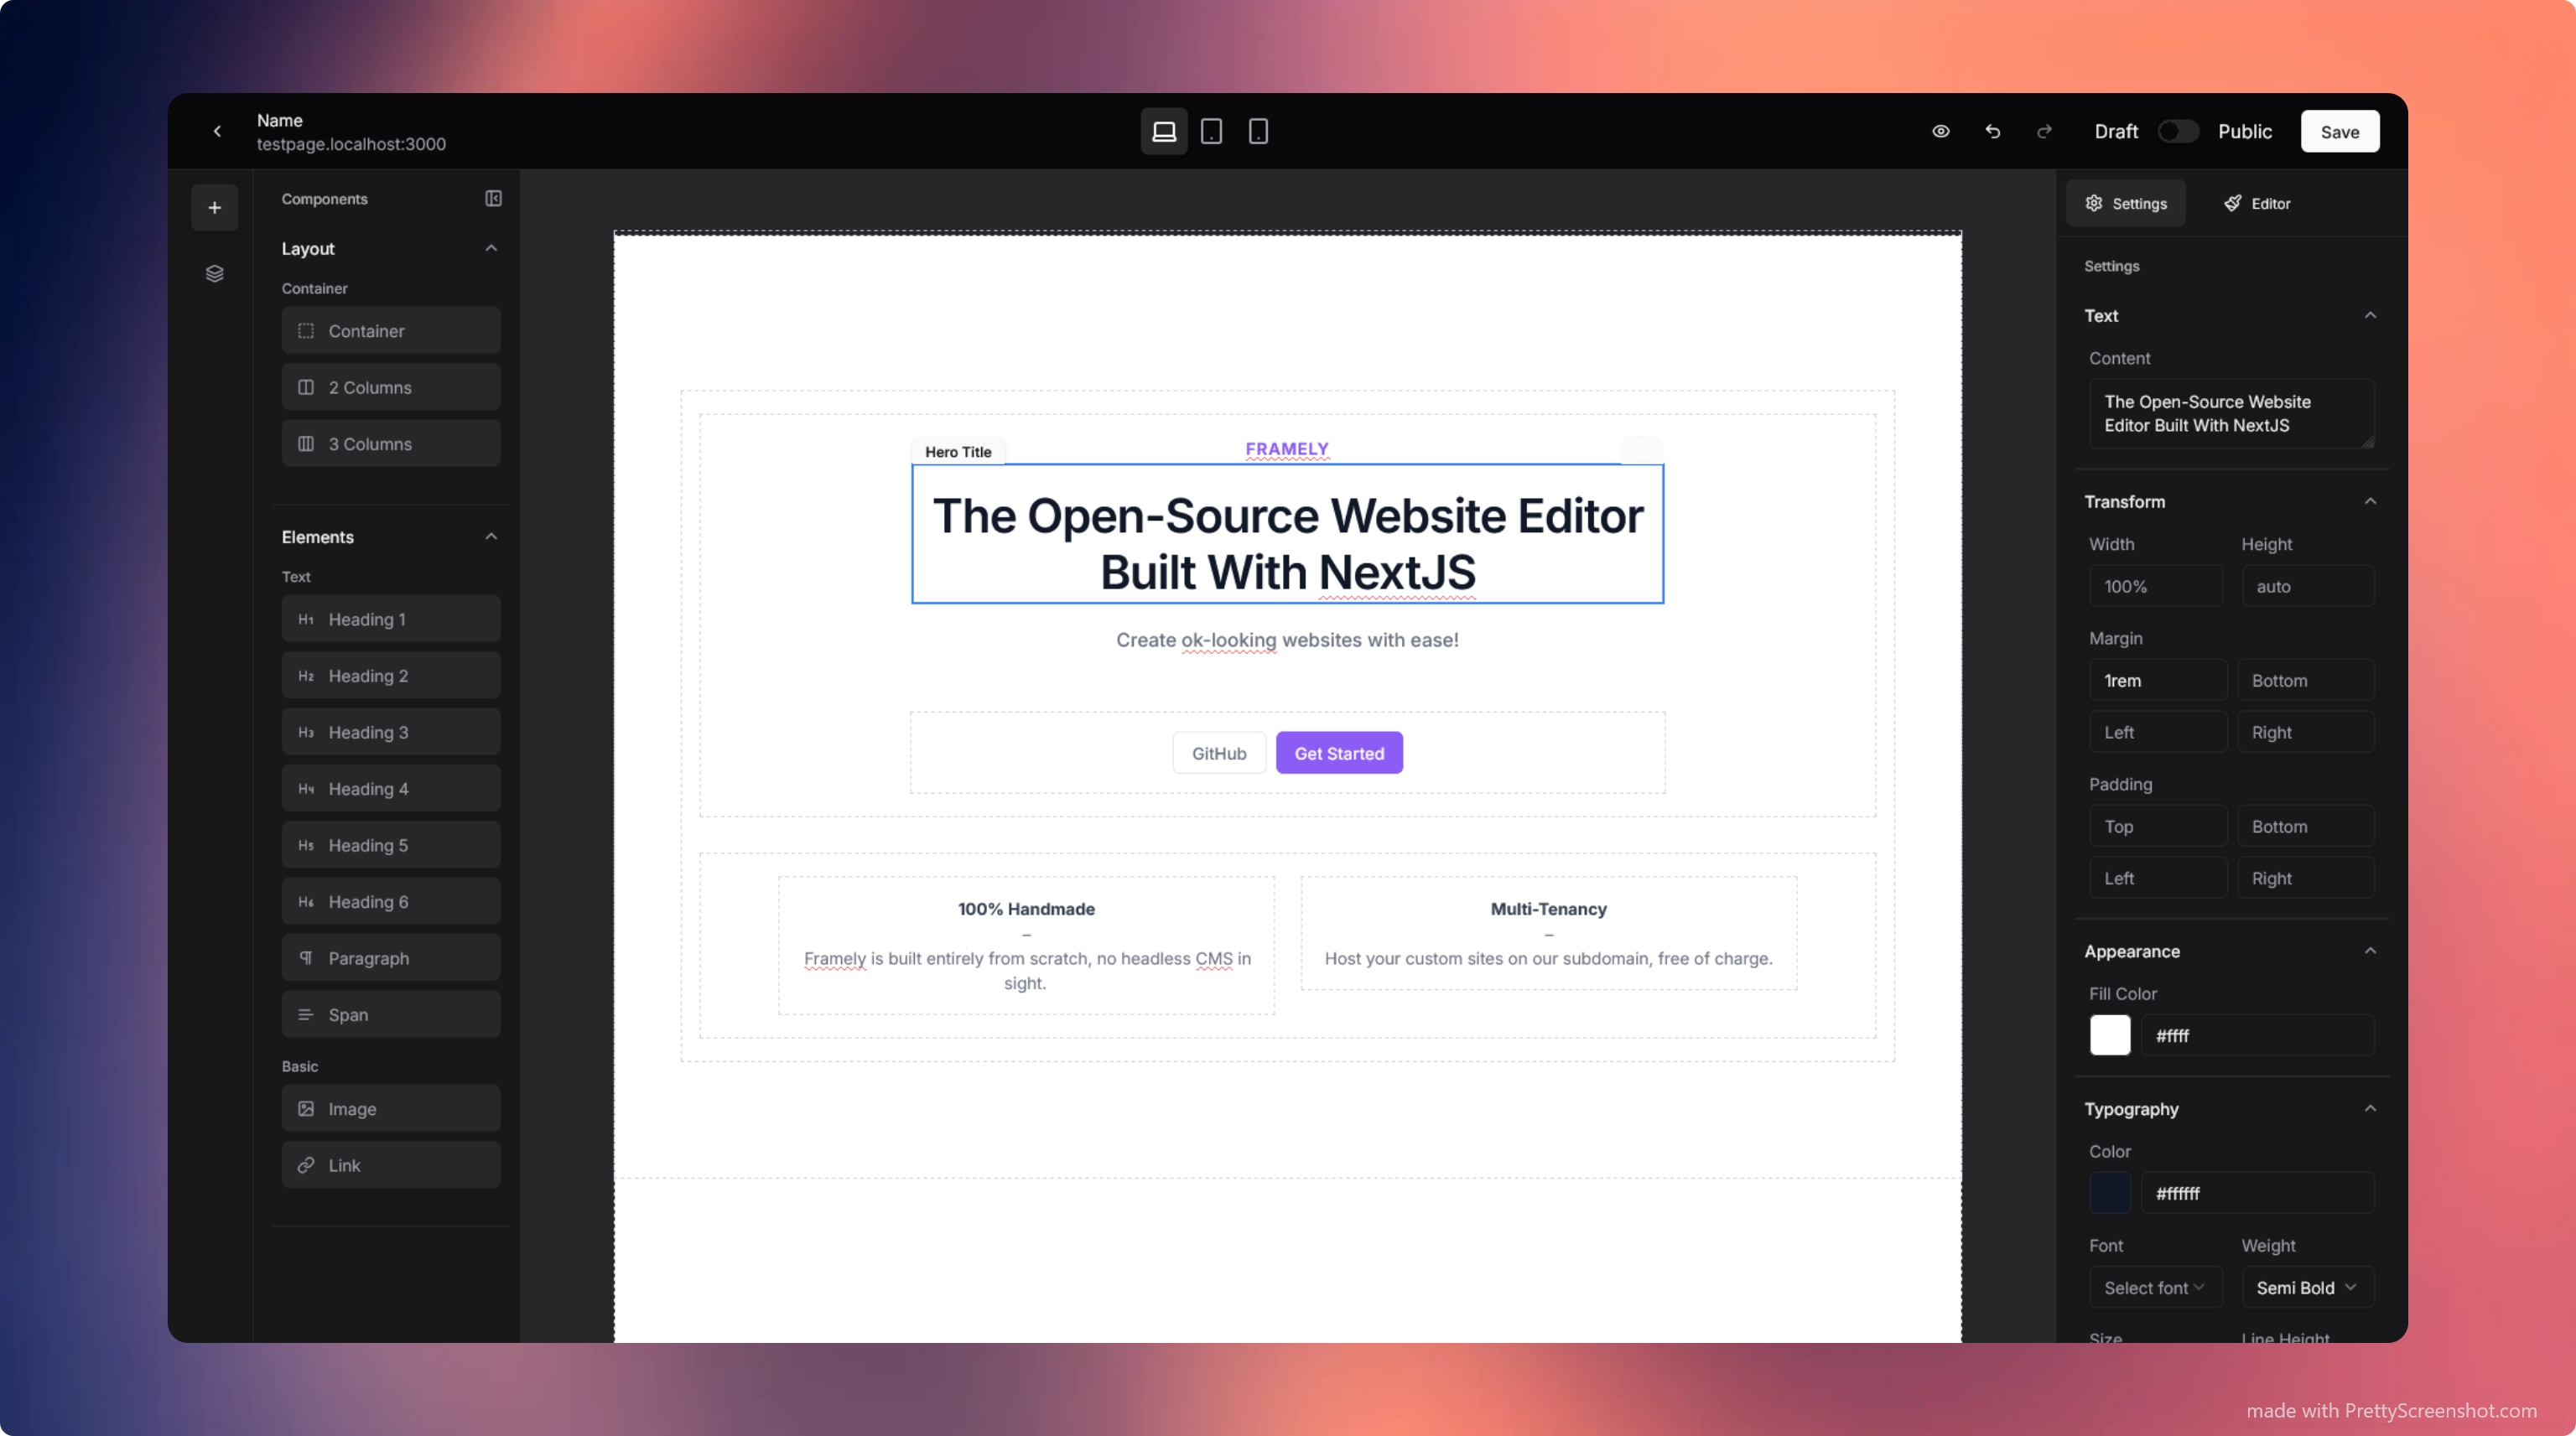 Name
testpage.localhost:3000
Draft
Public
Save
Components
Layout
Container
Container
2 Columns
3 Columns
Elements
Text
H1 Heading 1
H2 Heading 2
H3 Heading 3
H4 Heading 4
H5 Heading 5
H6 Heading 6
Paragraph
Span
Basic
Image
Link
Hero Title
FRAMELY
The Open-Source Website Editor
Built With NextJS
Create ok-looking websites with ease!
GitHub
Get Started
100% Handmade
–
Framely is built entirely from scratch, no headless CMS in
sight.
Multi-Tenancy
–
Host your custom sites on our subdomain, free of charge.
Settings
Editor
Settings
Text
Content
The Open-Source Website
Editor Built With NextJS
Transform
Width
Height
100%
auto
Margin
1rem
Bottom
Left
Right
Padding
Top
Bottom
Left
Right
Appearance
Fill Color
#ffff
Typography
Color
#ffffff
Font
Weight
Select font
Semi Bold
Size
Line Height
made with PrettyScreenshot.com